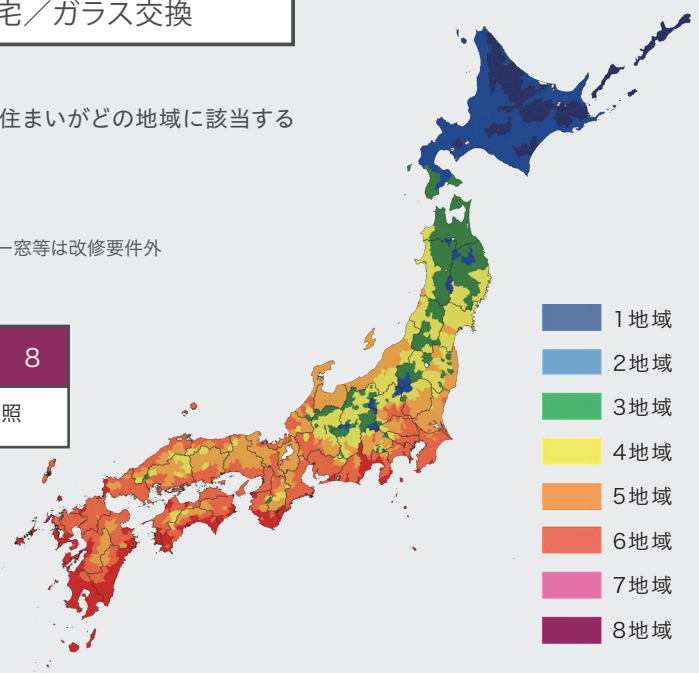 宅／ガラス交換
住まいがどの地域に該当する
ー窓等は改修要件外
8
照
1地域
2地域
3地域
4地域
5地域
6地域
7地域
8地域